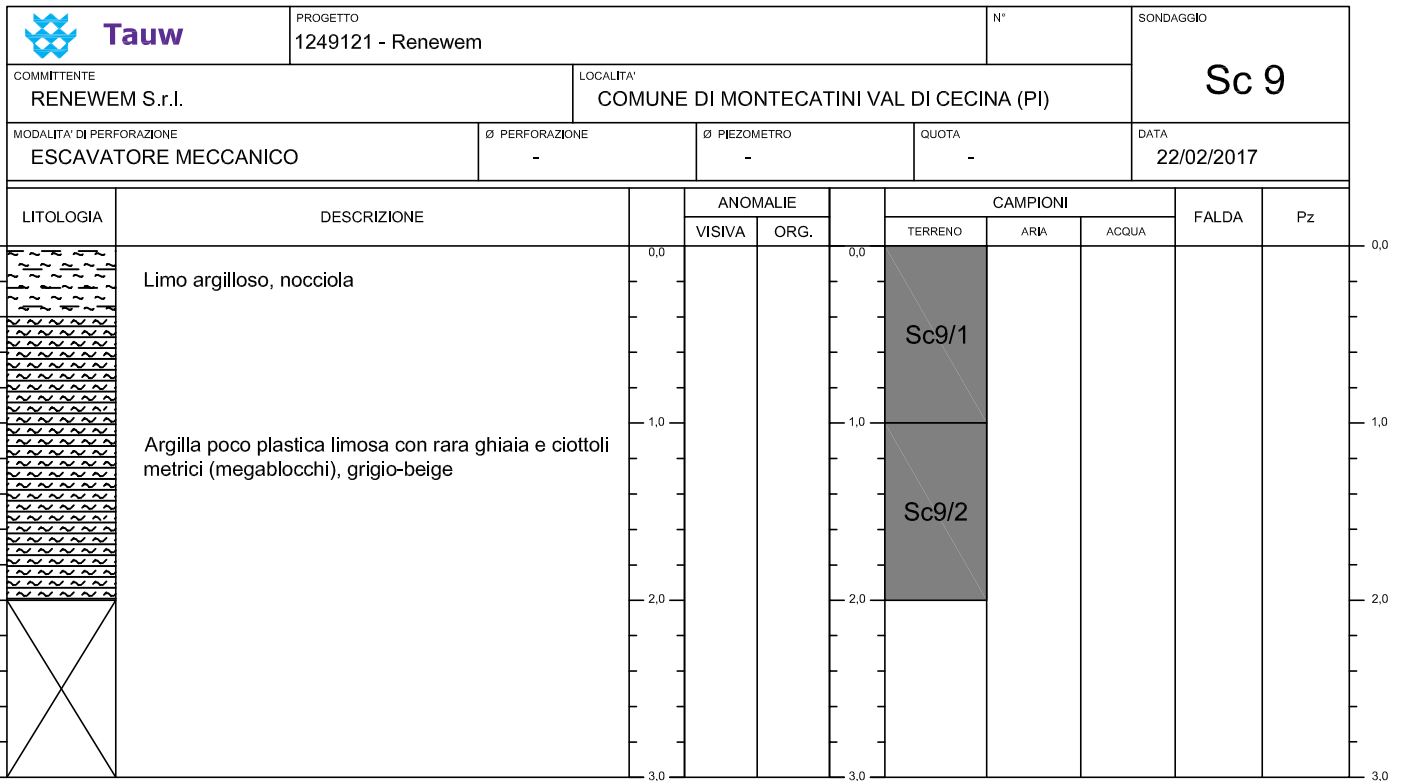 Tauw
PROGETTO
1249121 - Renewem
N°
SONDAGGIO
Sc 9
COMMITTENTE
RENEWEM S.r.l.
LOCALITA'
COMUNE DI MONTECATINI VAL DI CECINA (PI)
MODALITA' DI PERFORAZIONE
ESCAVATORE MECCANICO
Ø PERFORAZIONE
-
Ø PIEZOMETRO
-
QUOTA
-
DATA
22/02/2017
LITOLOGIA
DESCRIZIONE
ANOMALIE
VISIVA
ORG.
CAMPIONI
TERRENO
ARIA
ACQUA
FALDA
Pz
0,0
0,0
0,0
Limo argilloso, nocciola
Sc9/1
1,0
1,0
1,0
Argilla poco plastica limosa con rara ghiaia e ciottoli
metrici (megablocchi), grigio-beige
Sc9/2
2,0
2,0
2,0
3,0
3,0
3,0